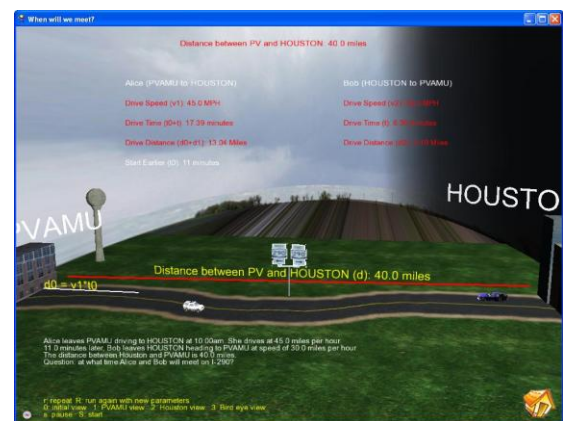 When will we meet?
Distance between PV and HOUSTON: 40.0 miles
Alice (PVAMU to HOUSTON)
Bob (HOUSTON to PVAMU)
Drive Speed (v1): 45.0 MPH
Drive Speed (v2):
Drive Time (t0+t): 17.39 minutes
Drive Time (t):
Drive Distance (d0+d1): 13.04 Miles
Drive Distance
Start Earlier (t0): 11 minutes
HOUSTO
PVAMU
Distance between PV and HOUSTON (d): 40.0 miles
d0 = v1*t0
Alice leaves PVAMU driving to HOUSTON at 10:00am. She drives at 45.0 miles per hour
11.0 minutes later, Bob leaves HOUSTON heading to PVAMU at speed of 30.0 miles per hour
The distance between Houston and PVAMU is 40.0 miles.
Question: at what time Alice and Bob will meet on I-290?
r: repeat R: run again with new parameters
0: initial view 1: PVAMU view 2: Houston view 3: Bird eye view
s: pause S: start